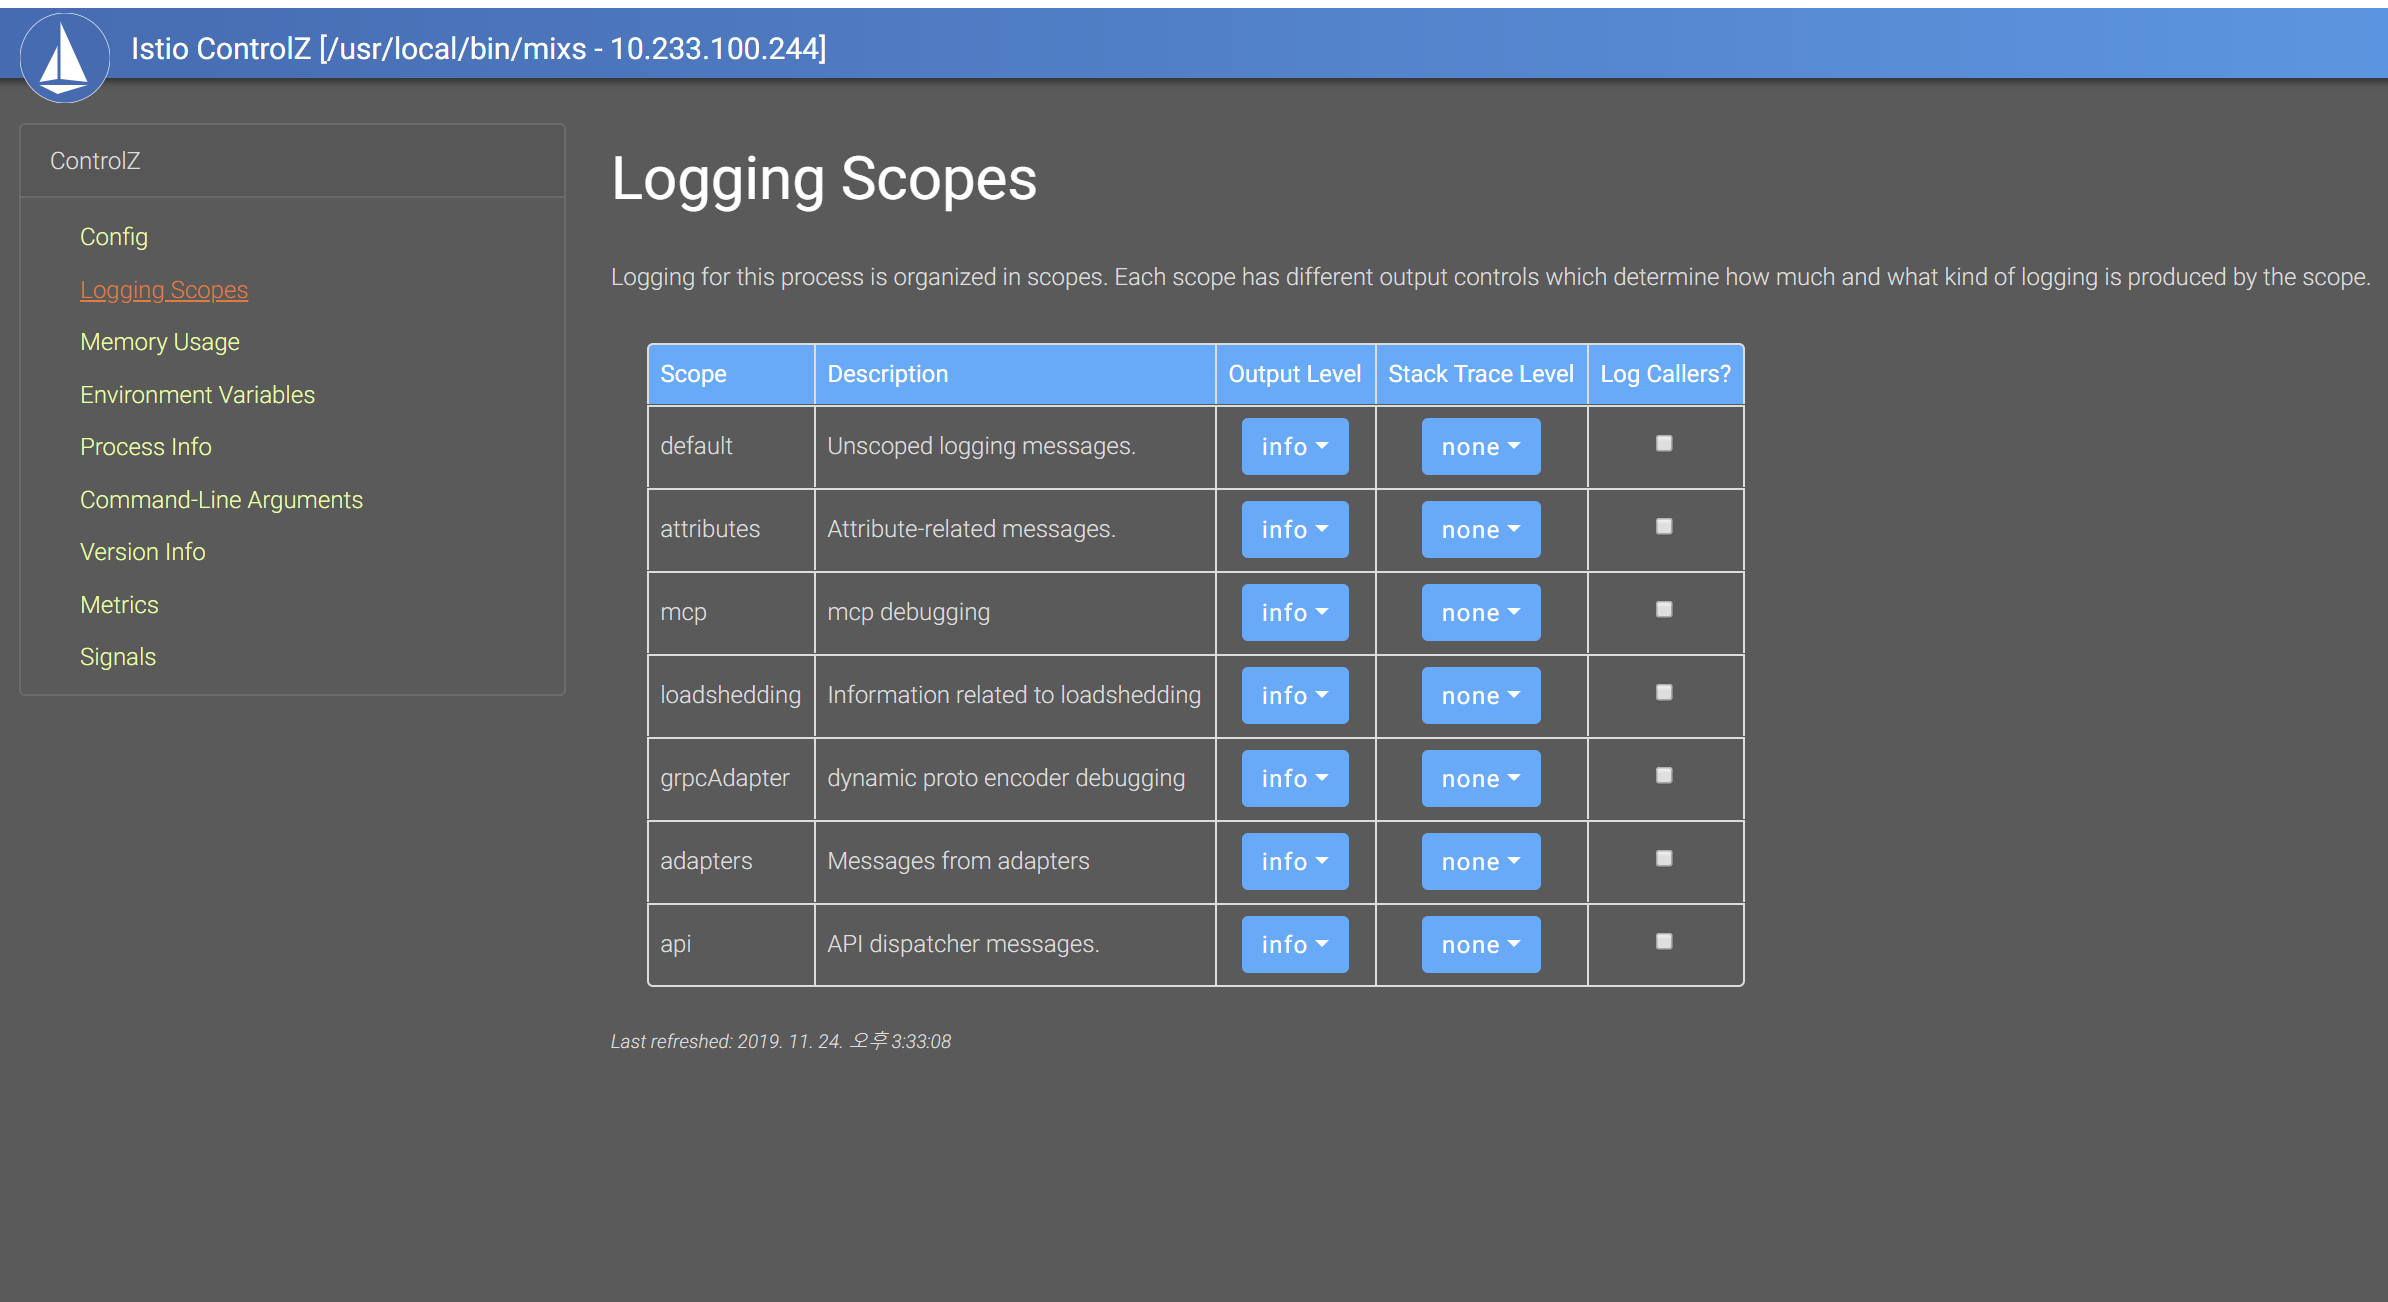 Istio ControlZ [/usr/local/bin/mixs - 10.233.100.244]
ControlZ
Config
Logging Scopes
Memory Usage
Environment Variables
Process Info
Command-Line Arguments
Version Info
Metrics
Signals
Logging Scopes
Logging for this process is organized in scopes. Each scope has different output controls which determine how much and what kind of logging is produced by the scope.
Scope Description Output Level Stack Trace Level Log Callers?
default Unscoped logging messages. info none
attributes Attribute-related messages. info none
mcp mcp debugging info none
loadshedding Information related to loadshedding info none
grpcAdapter dynamic proto encoder debugging info none
adapters Messages from adapters info none
api API dispatcher messages. info none
Last refreshed: 2019. 11. 24. 오후 3:33:08